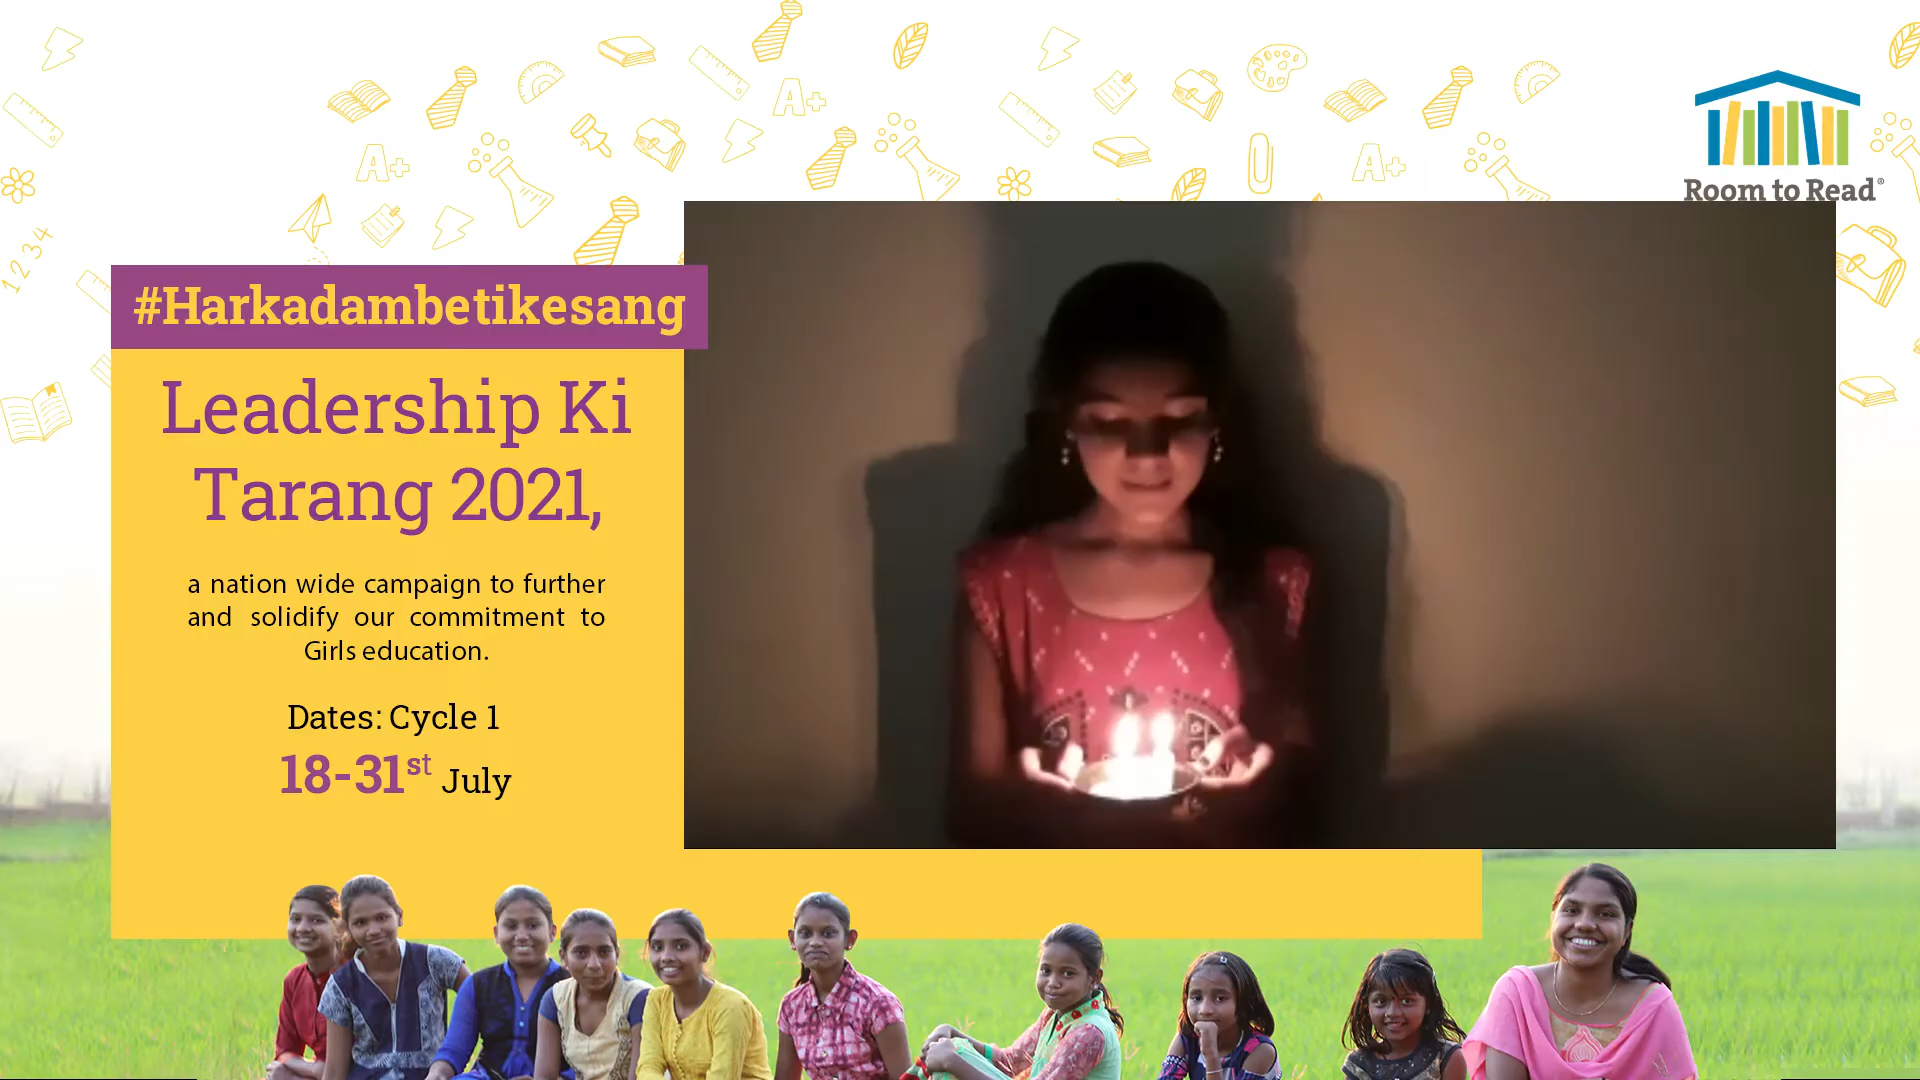 Room to Read®
#Harkadambetikesang
Leadership Ki
Tarang 2021,
a nation wide campaign to further
and solidify our commitment to
Girls education.
Dates: Cycle 1
18-31st July
A+
A+
A+
1234